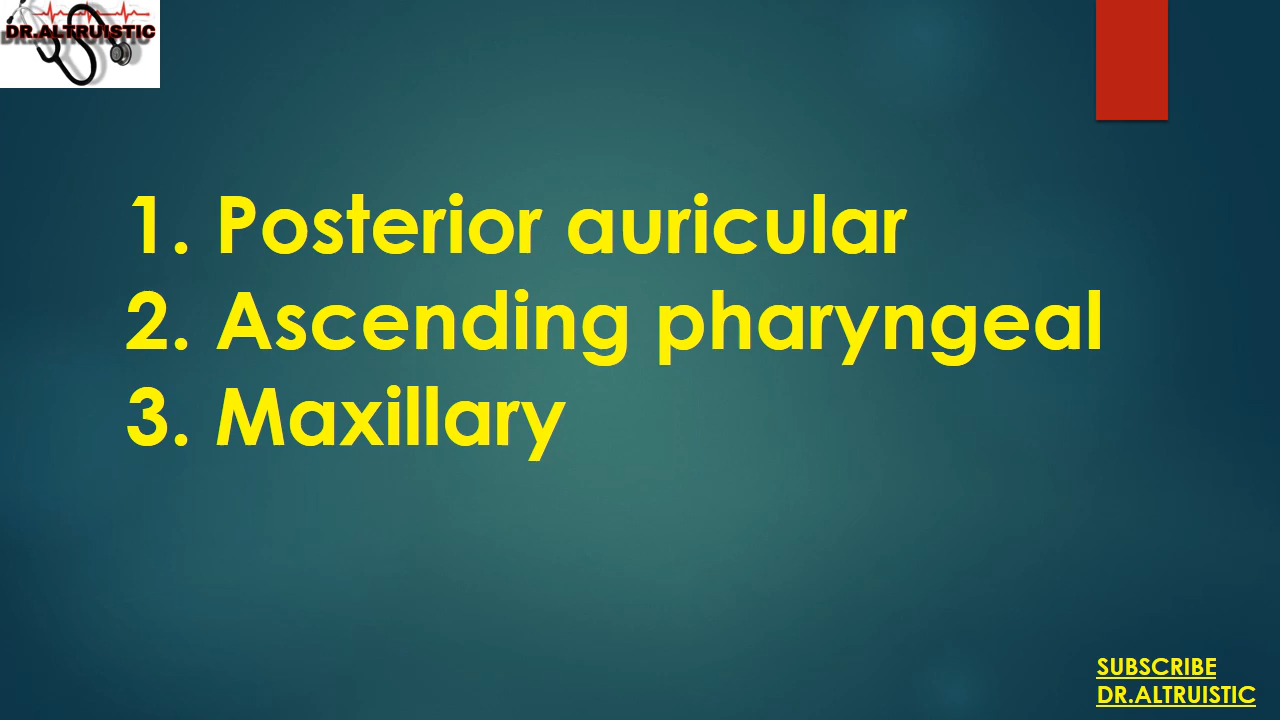 DR.ALTRUISTIC
1. Posterior auricular
2. Ascending pharyngeal
3. Maxillary
SUBSCRIBE
DR.ALTRUISTIC